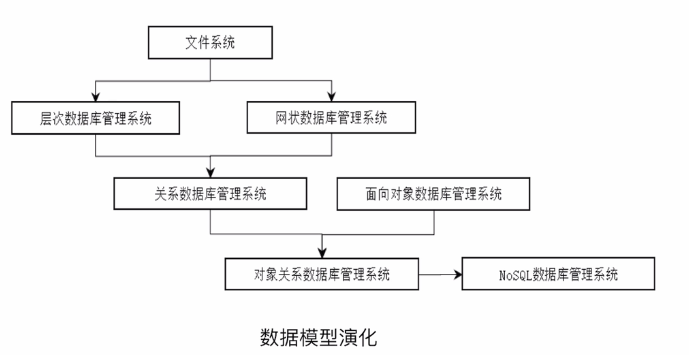 文件系统
层次数据库管理系统
网状数据库管理系统
关系数据库管理系统
面向对象数据库管理系统
对象关系数据库管理系统
NoSQL数据库管理系统
数据模型演化